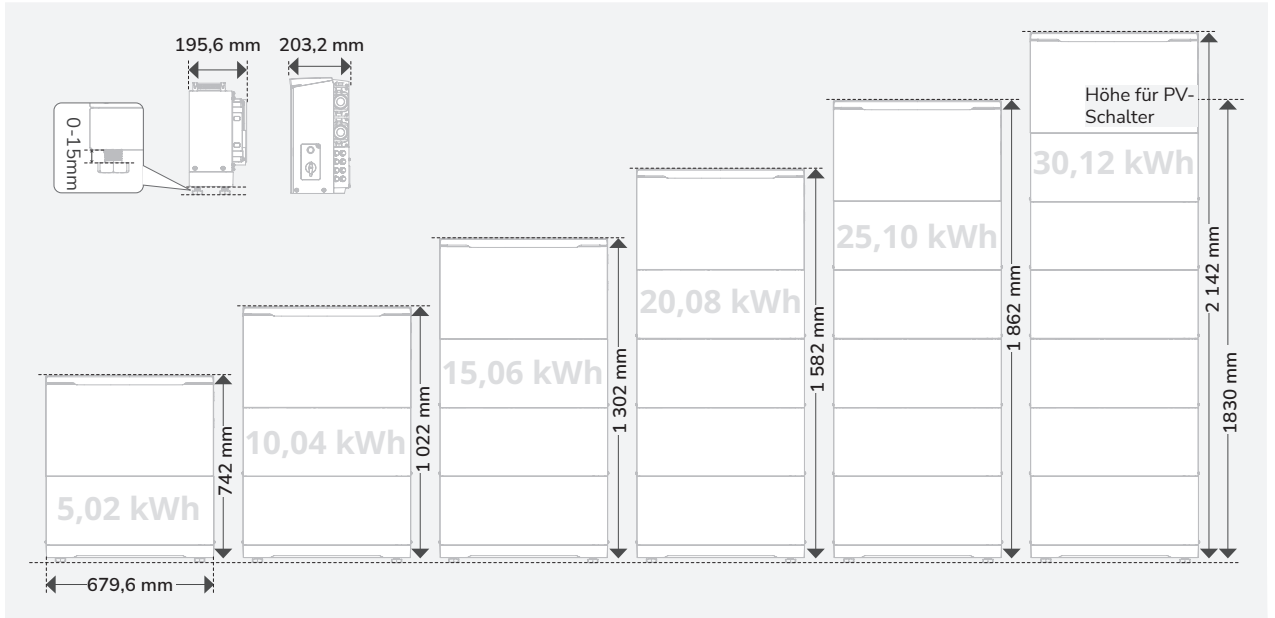 195,6 mm
203,2 mm
0-15mm
Höhe für PV-
Schalter
30,12 kWh
25,10 kWh
20,08 kWh
15,06 kWh
10,04 kWh
5,02 kWh
742 mm
1 022 mm
1 302 mm
1 582 mm
1 862 mm
2 142 mm
1830 mm
679,6 mm